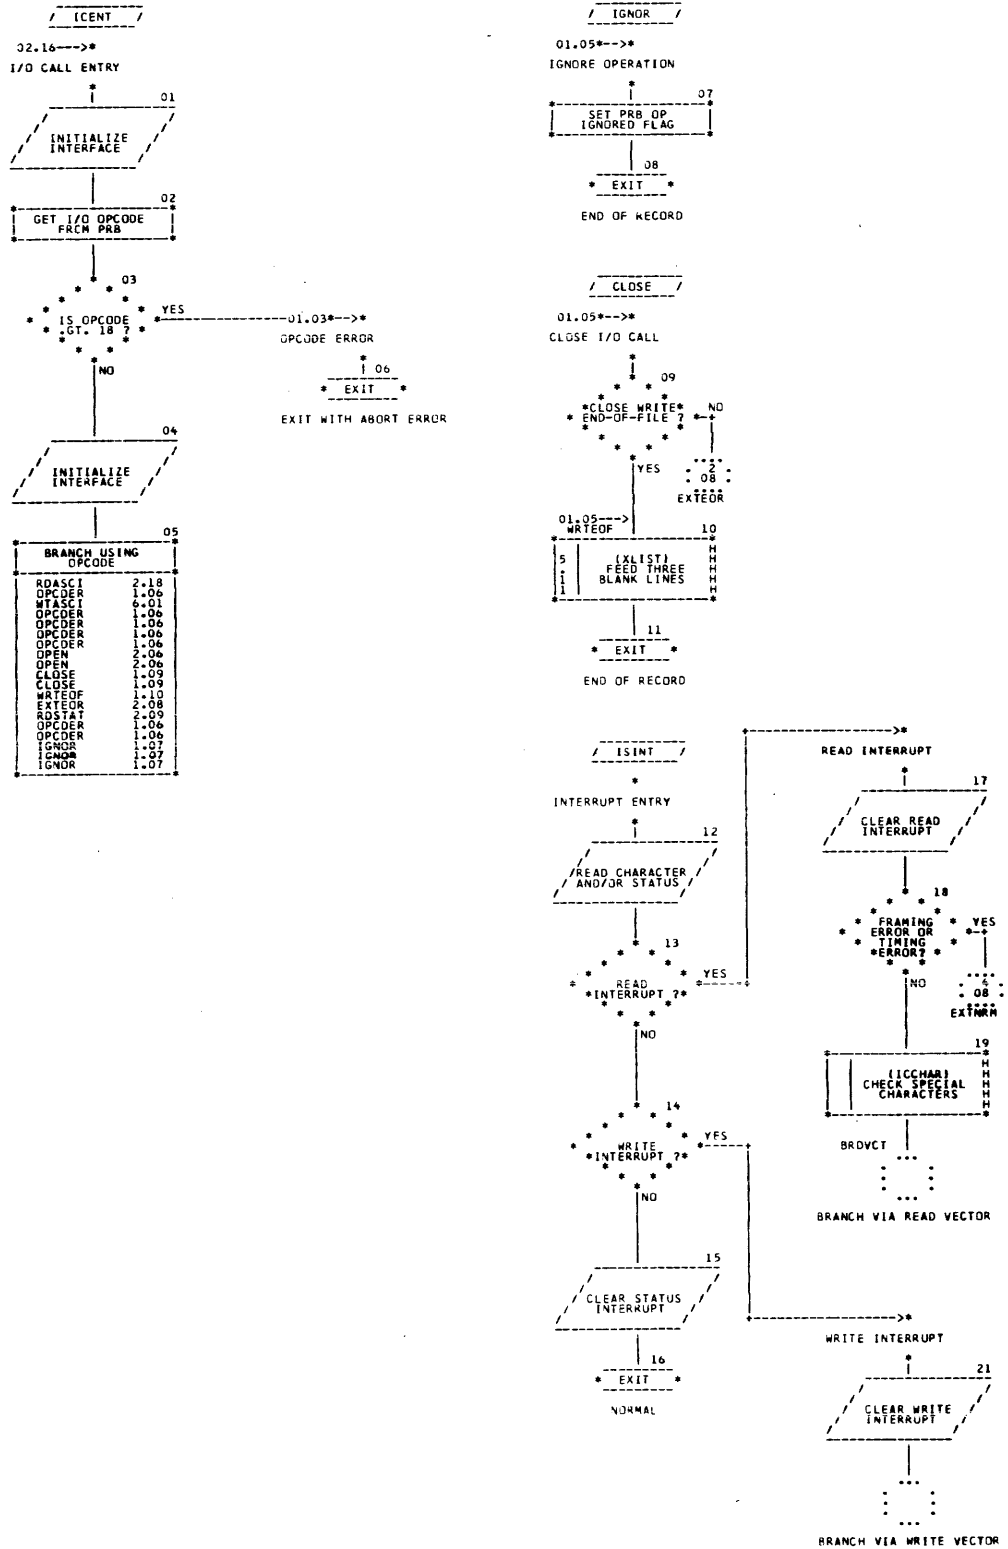 / ICENT /
02.16--->*
I/O CALL ENTRY
01
INITIALIZE
INTERFACE
02
GET I/O OPCODE
FRCM PRB
03
IS OPCODE
.GT. 18 ?
YES
01.03*-->*
OPCODE ERROR
06
EXIT
EXIT WITH ABORT ERROR
NO
04
INITIALIZE
INTERFACE
05
BRANCH USING
OPCODE
RDASCI 2.18
OPCDER 1.06
WTASCI 6.01
OPCDER 1.06
OPCDER 1.06
OPCDER 1.06
OPCDER 1.06
OPEN 2.06
OPEN 2.06
CLOSE 1.09
CLOSE 1.09
WRTEOF 1.10
EXTEOR 2.08
RDSTAT 2.09
OPCDER 1.06
OPCDER 1.06
IGNOR 1.07
IGNOR 1.07
IGNOR 1.07
/ IGNOR /
01.05*-->*
IGNORE OPERATION
07
SET PRB OP
IGNORED FLAG
08
* EXIT *
END OF RECORD
/ CLOSE /
01.05*-->*
CLOSE I/O CALL
09
*CLOSE WRITE*
END-OF-FILE ?
NO
2
08
EXTEOR
YES
01.05--->
WRTEOF
10
5.11
(XLIST)
FEED THREE
BLANK LINES
H
H
H
H
H
11
* EXIT *
END OF RECORD
/ ISINT /
INTERRUPT ENTRY
12
READ CHARACTER
AND/OR STATUS
13
READ
*INTERRUPT ?*
YES
NO
14
WRITE
*INTERRUPT ?*
YES
NO
15
CLEAR STATUS
INTERRUPT
16
* EXIT *
NORMAL
READ INTERRUPT
17
CLEAR READ
INTERRUPT
18
FRAMING
ERROR OR
TIMING
*ERROR?
YES
08
EXTNRM
NO
19
(ICCHAR)
CHECK SPECIAL
CHARACTERS
H
H
H
H
H
BRDVCT
BRANCH VIA READ VECTOR
WRITE INTERRUPT
21
CLEAR WRITE
INTERRUPT
BRANCH VIA WRITE VECTOR